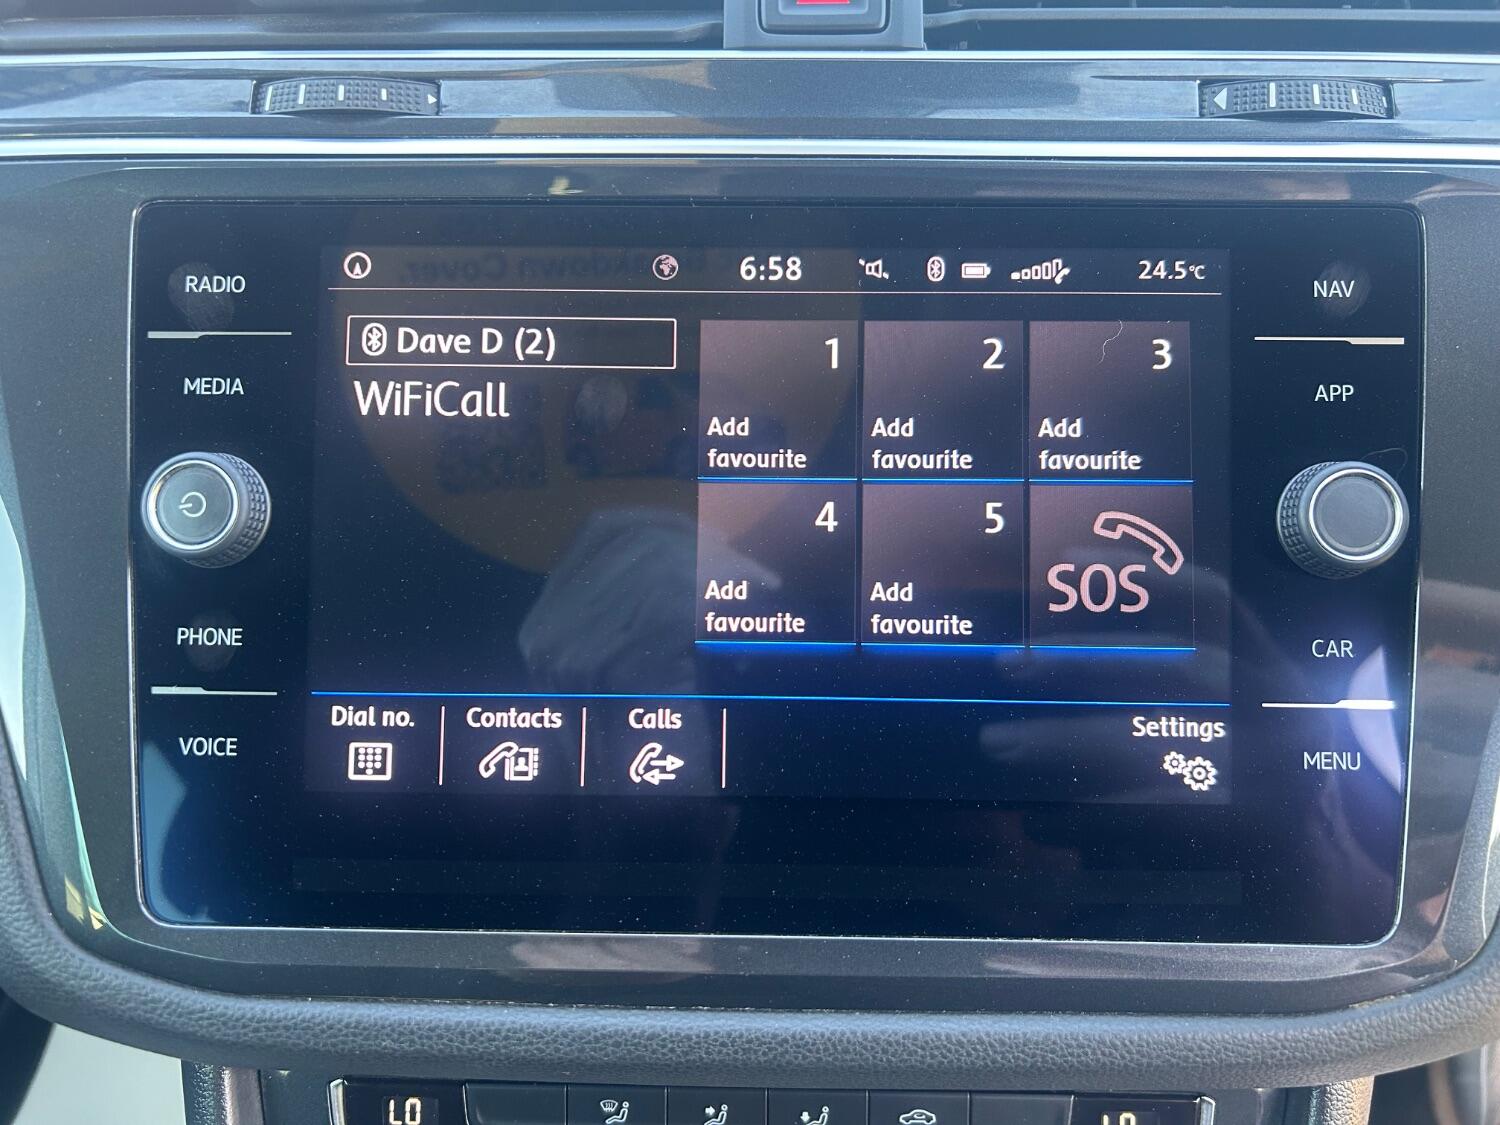 6:58
24.5°C
RADIO
MEDIA
PHONE
VOICE
Dave D (2)
WiFiCall
1
Add
favourite
2
Add
favourite
3
Add
favourite
4
Add
favourite
5
Add
favourite
SOS
Dial no.
Contacts
Calls
Settings
NAV
APP
CAR
MENU
LO
LO